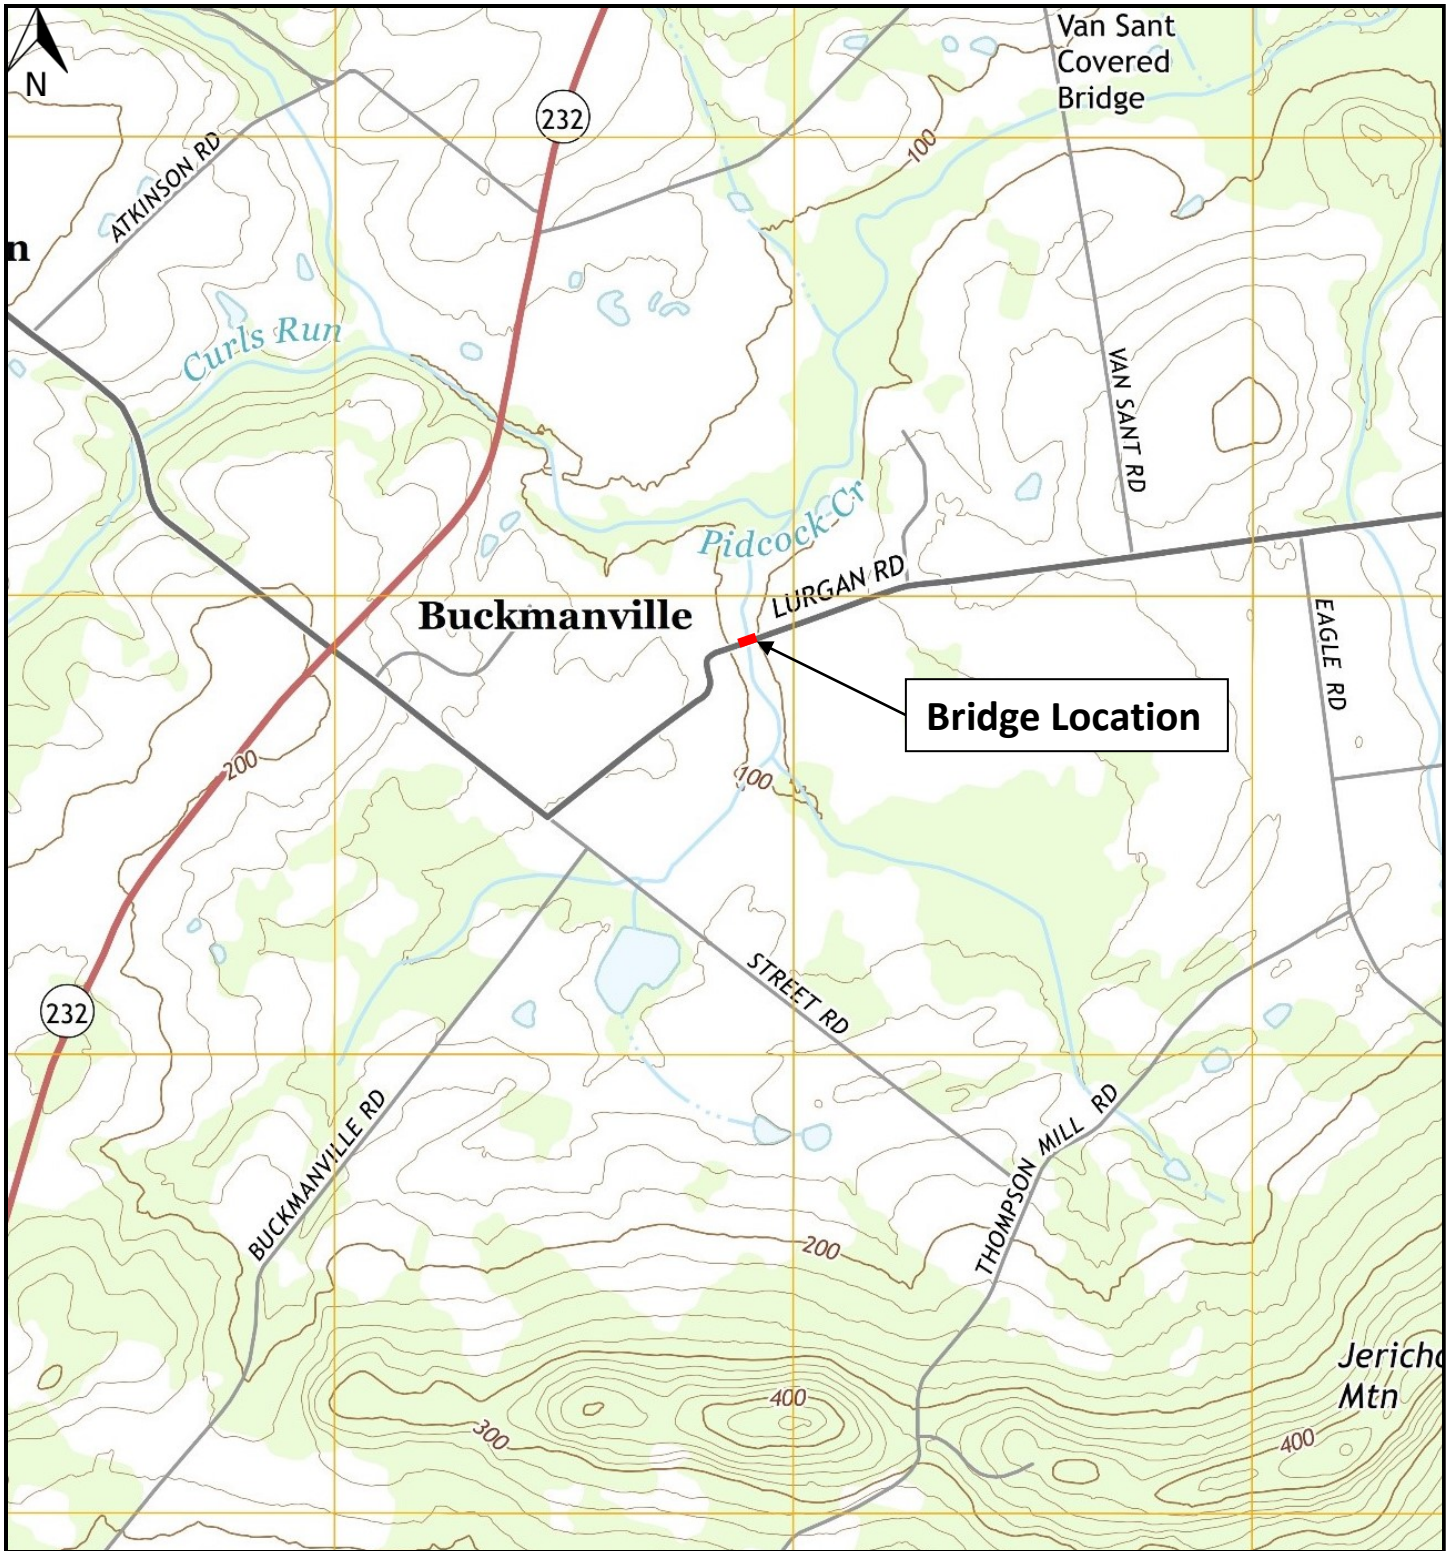 Van Sant
Covered
Bridge
N
232
100
ATKINSON RD
n
Curls Run
VAN SANT RD
Pidcock Cr
LURGAN RD
Buckmanville
EAGLE RD
Bridge Location
200
100
STREET RD
232
THOMPSON MILL RD
BUCKMANVILLE RD
200
Jericho
Mtn
400
300
400